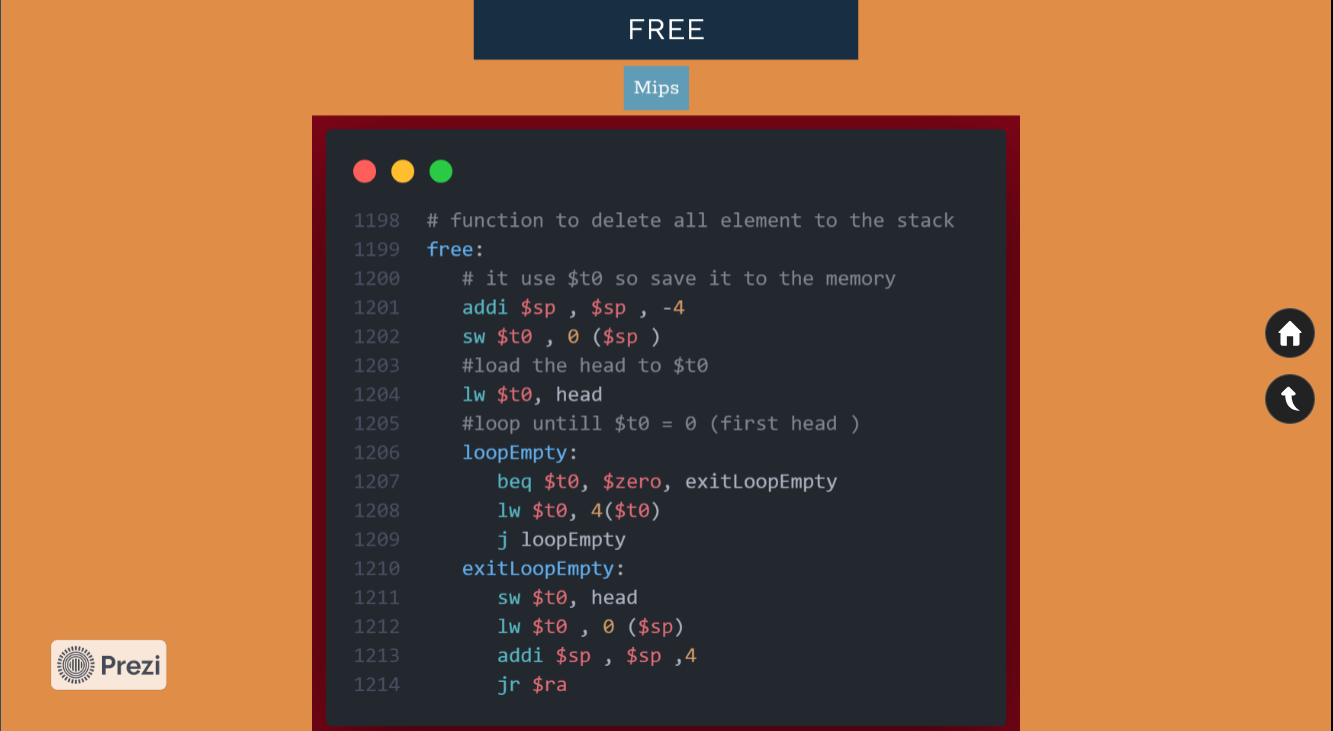 FREE
Mips
1198 # function to delete all element to the stack
1199 free:
1200 # it use $t0 so save it to the memory
1201 addi $sp , $sp , -4
1202 sw $t0 , 0 ($sp )
1203 #load the head to $t0
1204 lw $t0, head
1205 #loop untill $t0 = 0 (first head )
1206 loopEmpty:
1207 beq $t0, $zero, exitLoopEmpty
1208 lw $t0, 4($t0)
1209 j loopEmpty
1210 exitLoopEmpty:
1211 sw $t0, head
1212 lw $t0 , 0 ($sp)
1213 addi $sp , $sp ,4
1214 jr $ra
Prezi